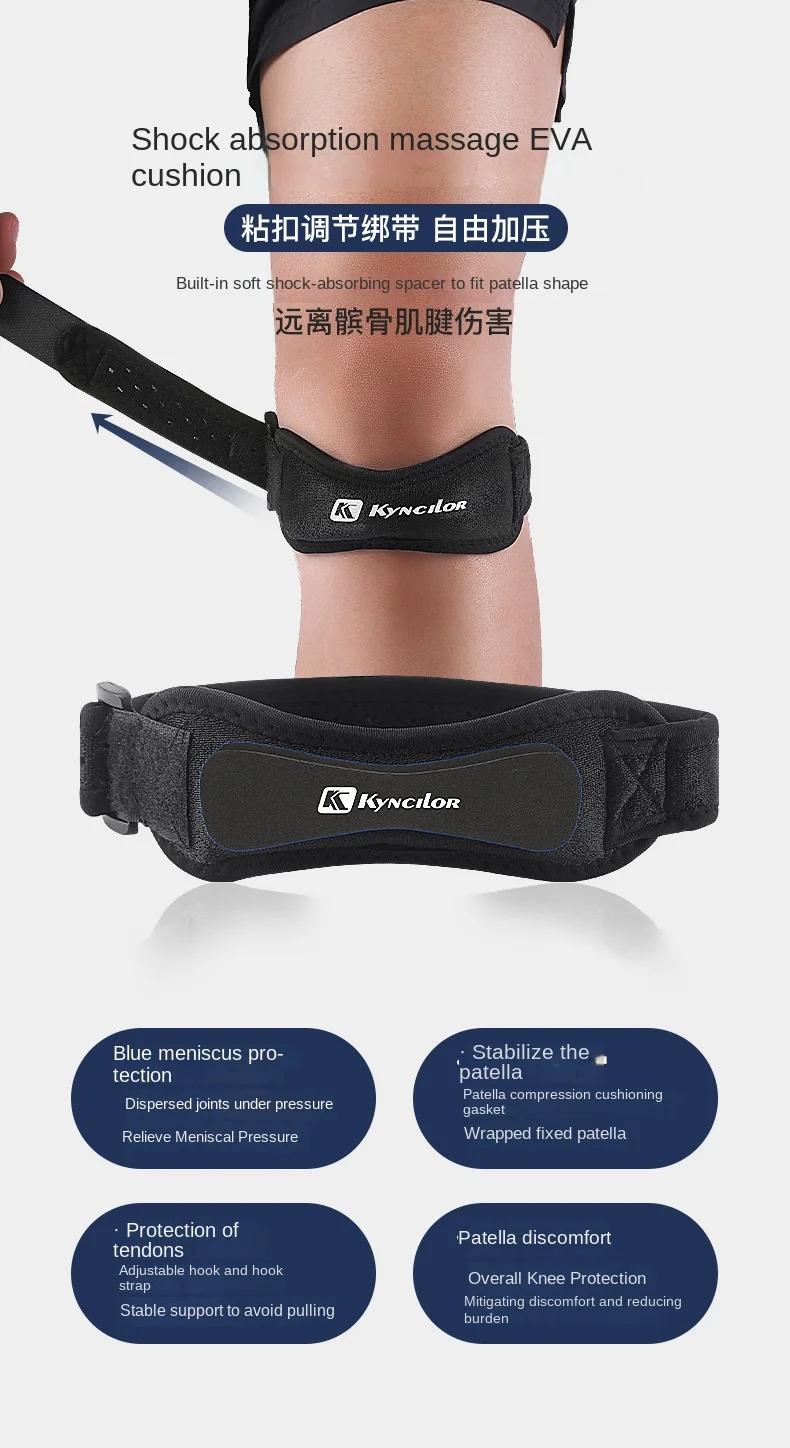 Shock absorption massage EVA
cushion
粘扣调节绑带 自由加压
Built-in soft shock-absorbing spacer to fit patella shape
远离髌骨肌腱伤害
K KYNCILOR
K KYNCILOR
Blue meniscus pro-
tection
Dispersed joints under pressure
Relieve Meniscal Pressure
· Stabilize the
patella
Patella compression cushioning
gasket
Wrapped fixed patella
· Protection of
tendons
Adjustable hook and hook
strap
Stable support to avoid pulling
Patella discomfort
Overall Knee Protection
Mitigating discomfort and reducing
burden